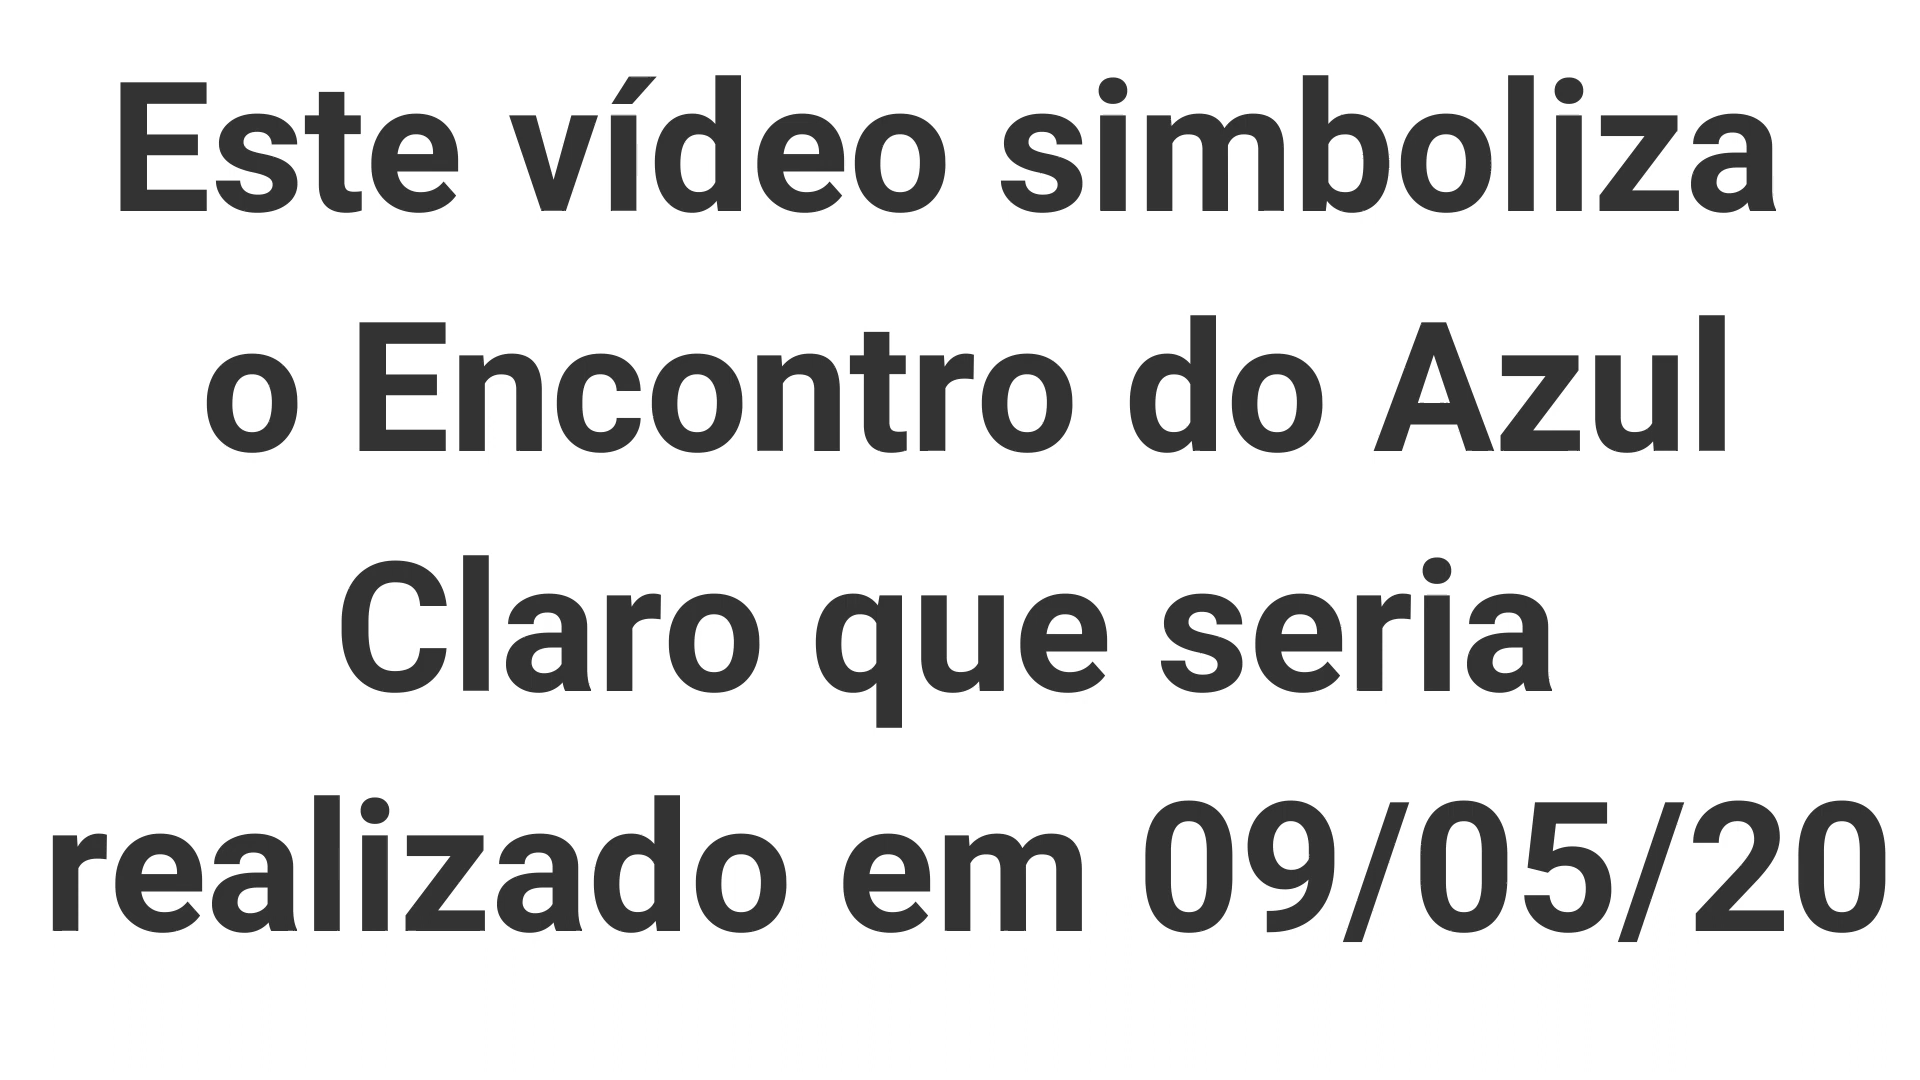 Este vídeo simboliza
o Encontro do Azul
Claro que seria
realizado em 09/05/20